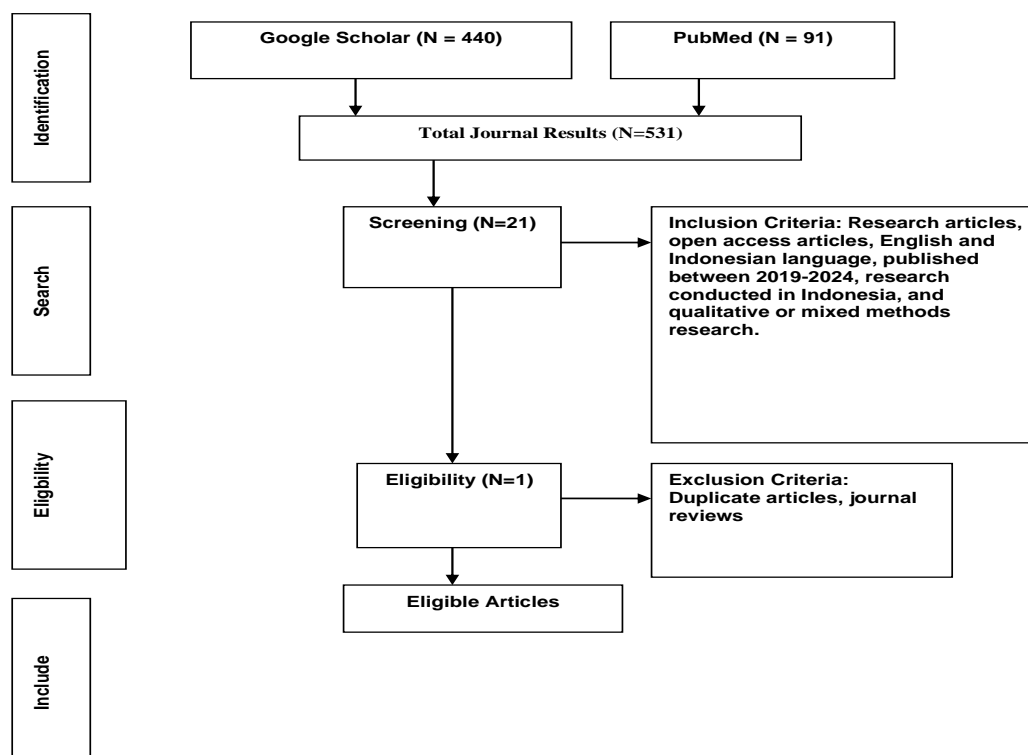 Identification
Google Scholar (N = 440)
PubMed (N = 91)
Total Journal Results (N=531)
Search
Screening (N=21)
Inclusion Criteria: Research articles,
open access articles, English and
Indonesian language, published
between 2019-2024, research
conducted in Indonesia, and
qualitative or mixed methods
research.
Eligbility
Eligibility (N=1)
Exclusion Criteria:
Duplicate articles, journal
reviews
Include
Eligible Articles